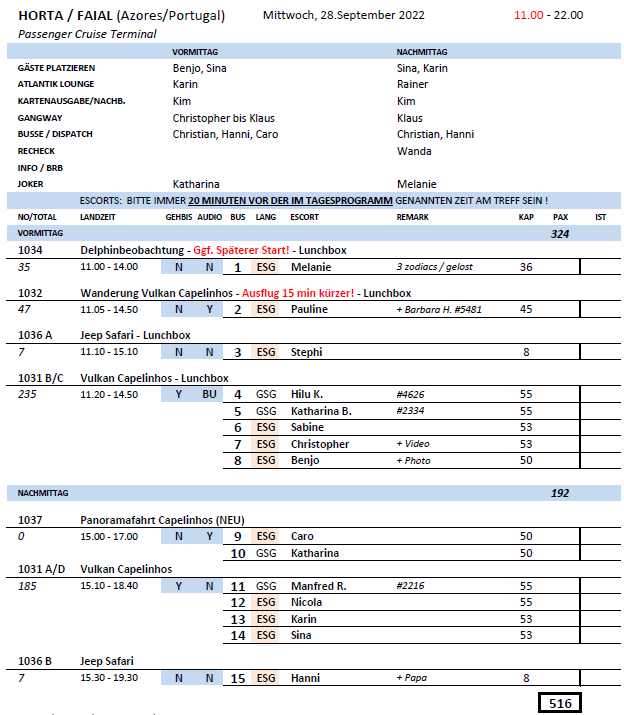 HORTA / FAIAL (Azores/Portugal) Mittwoch, 28.September 2022 11.00 - 22.00
Passenger Cruise Terminal
VORMITTAG NACHMITTAG
GÄSTE PLATZIEREN Benjo, Sina Sina, Karin
ATLANTIK LOUNGE Karin Rainer
KARTENAUSGABE/NACHB. Kim Kim
GANGWAY Christopher bis Klaus Klaus
BUSSE / DISPATCH Christian, Hanni, Caro Christian, Hanni
RECHECK Wanda
INFO / BRB
JOKER Katharina Melanie
ESCORTS: BITTE IMMER 20 MINUTEN VOR DER IM TAGESPROGRAMM GENANNTEN ZEIT AM TREFF SEIN !
NO/TOTAL LANDZEIT GEHBIS AUDIO BUS LANG ESCORT REMARK KAP PAX IST
VORMITTAG 324
1034 Delphinbeobachtung - Ggf. Späterer Start! - Lunchbox
35 11.00 - 14.00 N N 1 ESG Melanie 3 zodiacs / gelost 36
1032 Wanderung Vulkan Capelinhos - Ausflug 15 min kürzer! - Lunchbox
47 11.05 - 14.50 N Y 2 ESG Pauline + Barbara H. #5481 45
1036 A Jeep Safari - Lunchbox
7 11.10 - 15.10 N N 3 ESG Stephi 8
1031 B/C Vulkan Capelinhos - Lunchbox
235 11.20 - 14.50 Y BU 4 GSG Hilu K. #4626 55
5 GSG Katharina B. #2334 55
6 ESG Sabine 53
7 ESG Christopher + Video 53
8 ESG Benjo + Photo 50
NACHMITTAG 192
1037 Panoramafahrt Capelinhos (NEU)
0 15.00 - 17.00 N Y 9 ESG Caro 50
10 GSG Katharina 50
1031 A/D Vulkan Capelinhos
185 15.10 - 18.40 Y N 11 GSG Manfred R. #2216 55
12 ESG Nicola 55
13 ESG Karin 53
14 ESG Sina 53
1036 B Jeep Safari
7 15.30 - 19.30 N N 15 ESG Hanni + Papa 8
516